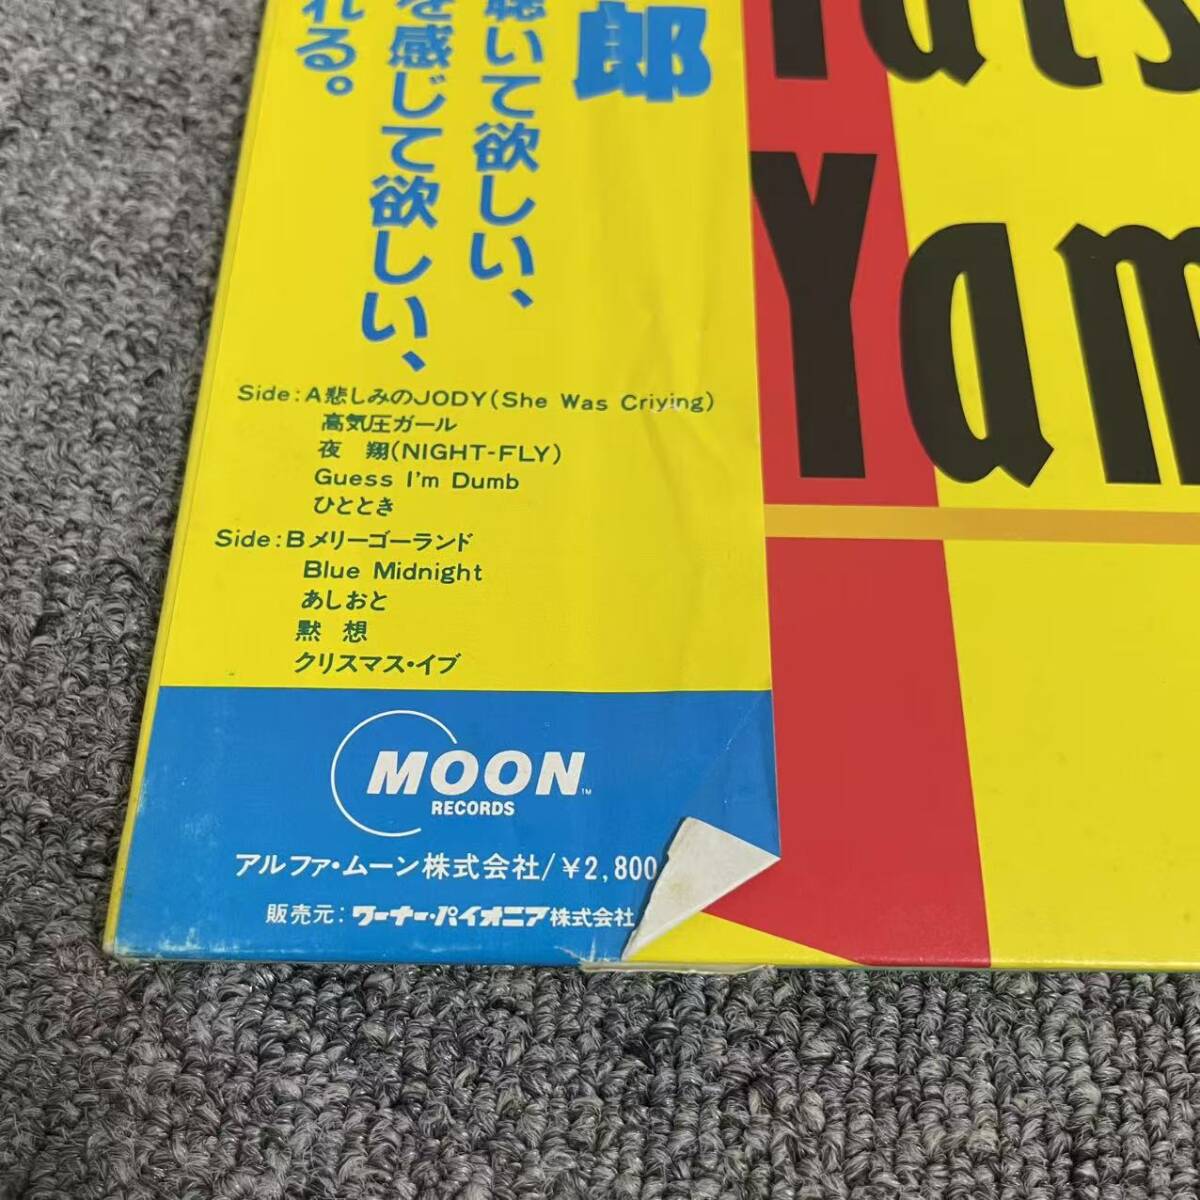 郎
聴いて欲しい、
を感じて欲しい、
れる。
Tats
Yam
Side:A悲しみのJODY(She Was Criying)
高気圧ガール
夜 翔(NIGHT-FLY)
Guess I'm Dumb
ひととき
Side:Bメリーゴーランド
Blue Midnight
あしおと
黙 想
クリスマス・イブ
MOON™
RECORDS
アルファ・ムーン株式会社/¥2,800
販売元:ワーナー・パイオニア株式会社